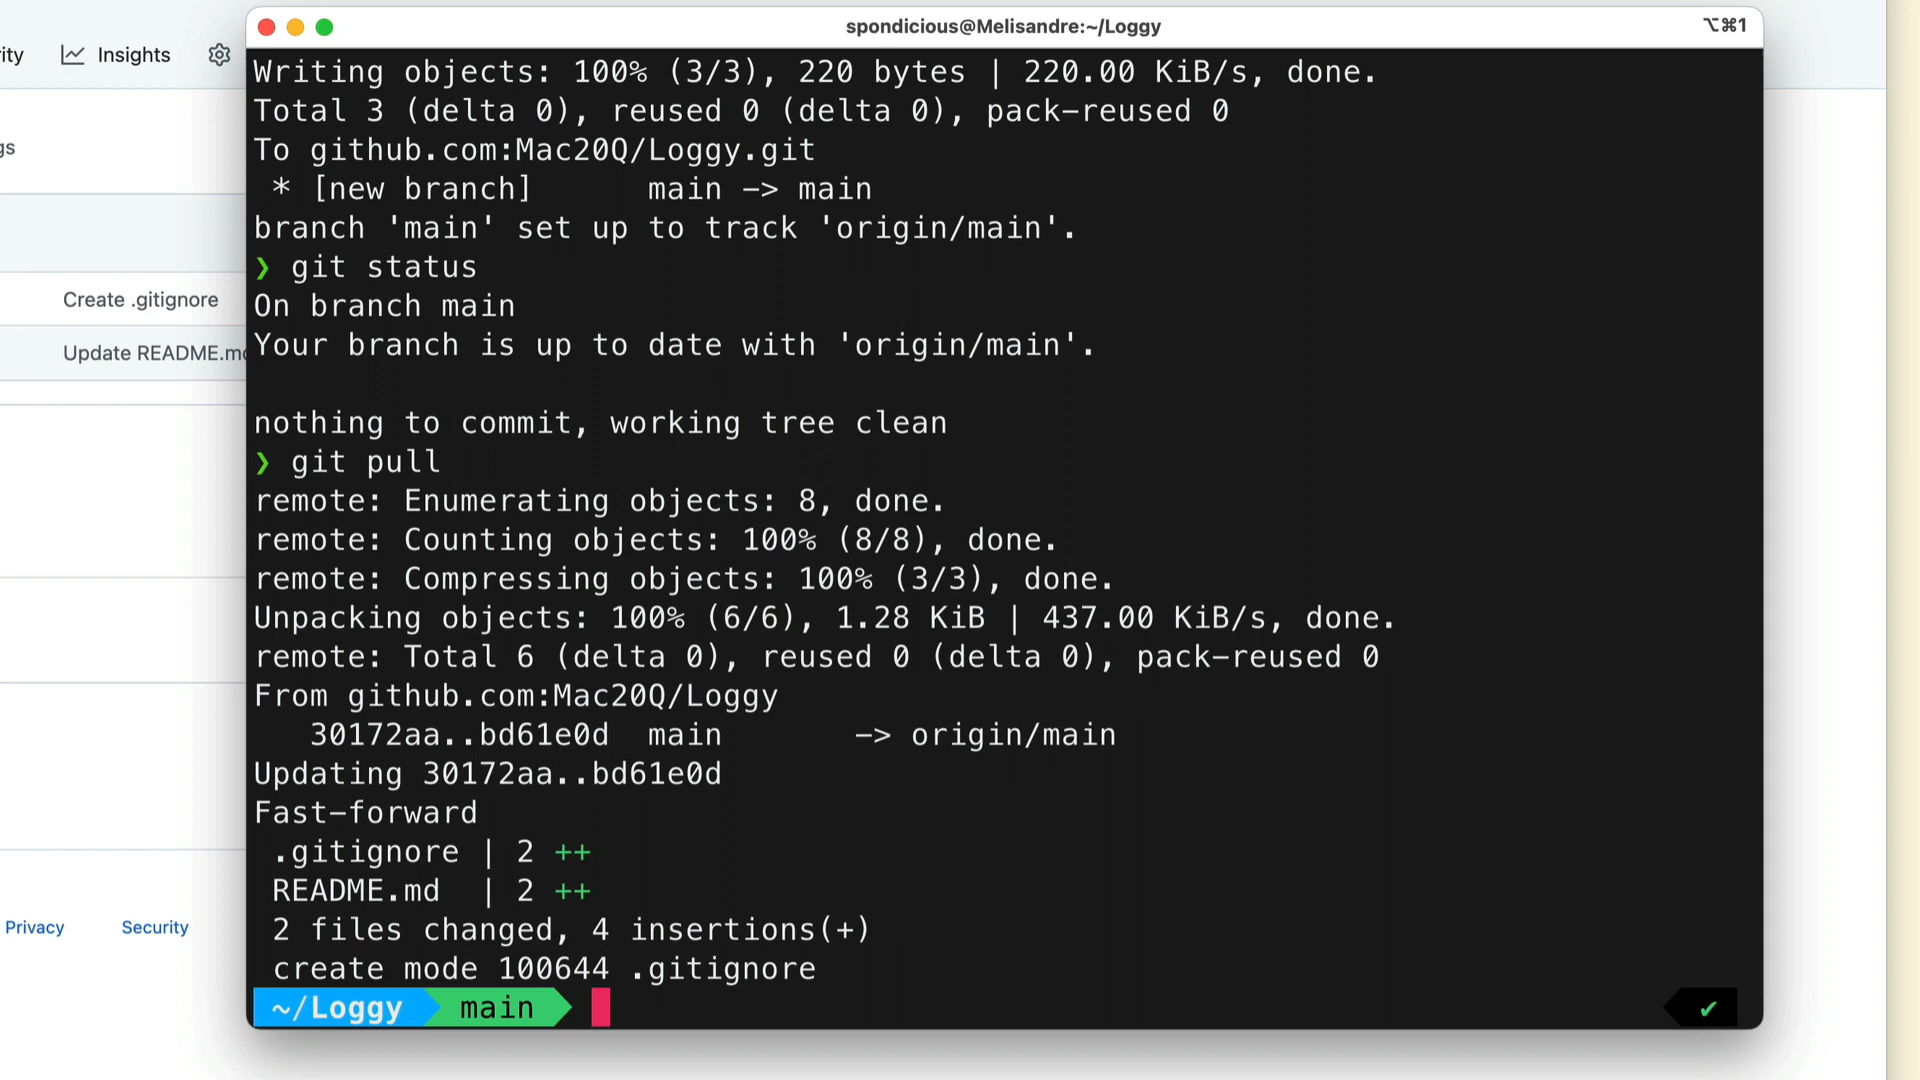 spondicious@Melisandre:~/Loggy
⌥⌘1
ity
Insights
gs
Create .gitignore
Update README.md
Privacy
Security
Writing objects: 100% (3/3), 220 bytes | 220.00 KiB/s, done.
Total 3 (delta 0), reused 0 (delta 0), pack-reused 0
To github.com:Mac20Q/Loggy.git
 * [new branch]      main -> main
branch 'main' set up to track 'origin/main'.
❯ git status
On branch main
Your branch is up to date with 'origin/main'.
nothing to commit, working tree clean
❯ git pull
remote: Enumerating objects: 8, done.
remote: Counting objects: 100% (8/8), done.
remote: Compressing objects: 100% (3/3), done.
Unpacking objects: 100% (6/6), 1.28 KiB | 437.00 KiB/s, done.
remote: Total 6 (delta 0), reused 0 (delta 0), pack-reused 0
From github.com:Mac20Q/Loggy
   30172aa..bd61e0d  main       -> origin/main
Updating 30172aa..bd61e0d
Fast-forward
 .gitignore | 2 ++
 README.md  | 2 ++
 2 files changed, 4 insertions(+)
 create mode 100644 .gitignore
~/Loggy main ✔